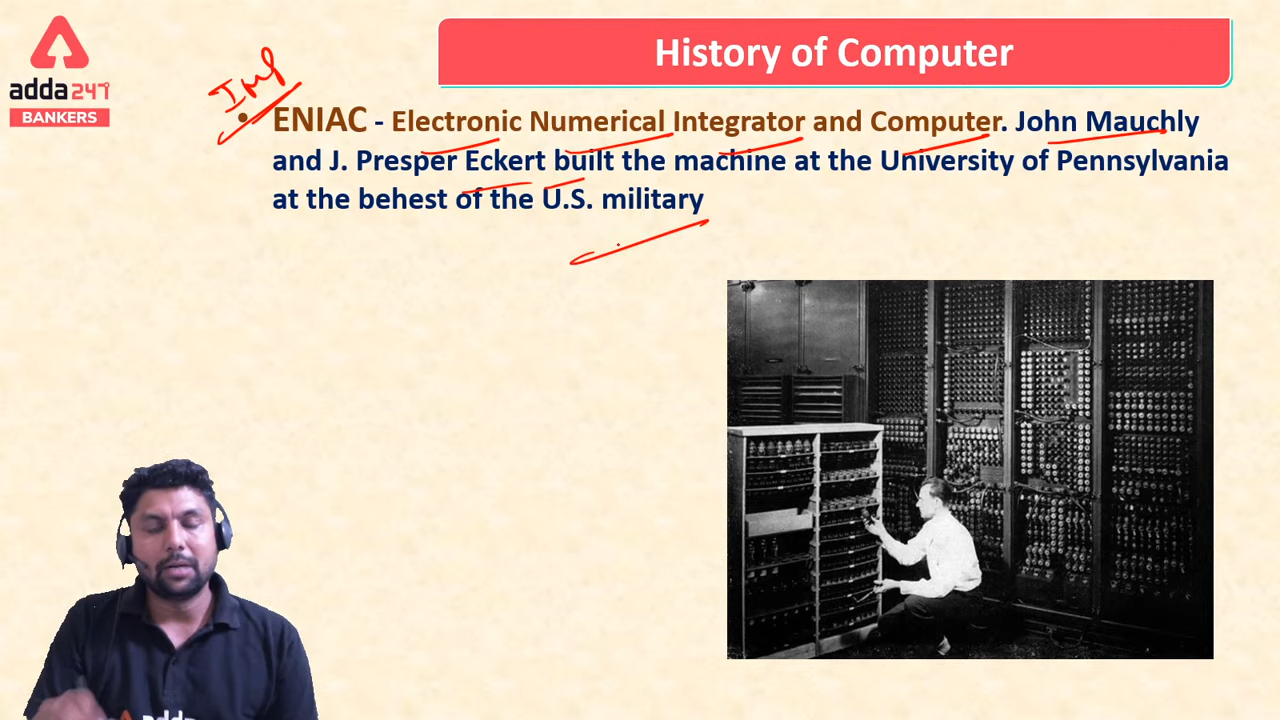 adda247
BANKERS
History of Computer
Imp
• ENIAC - Electronic Numerical Integrator and Computer. John Mauchly
and J. Presper Eckert built the machine at the University of Pennsylvania
at the behest of the U.S. military
adda